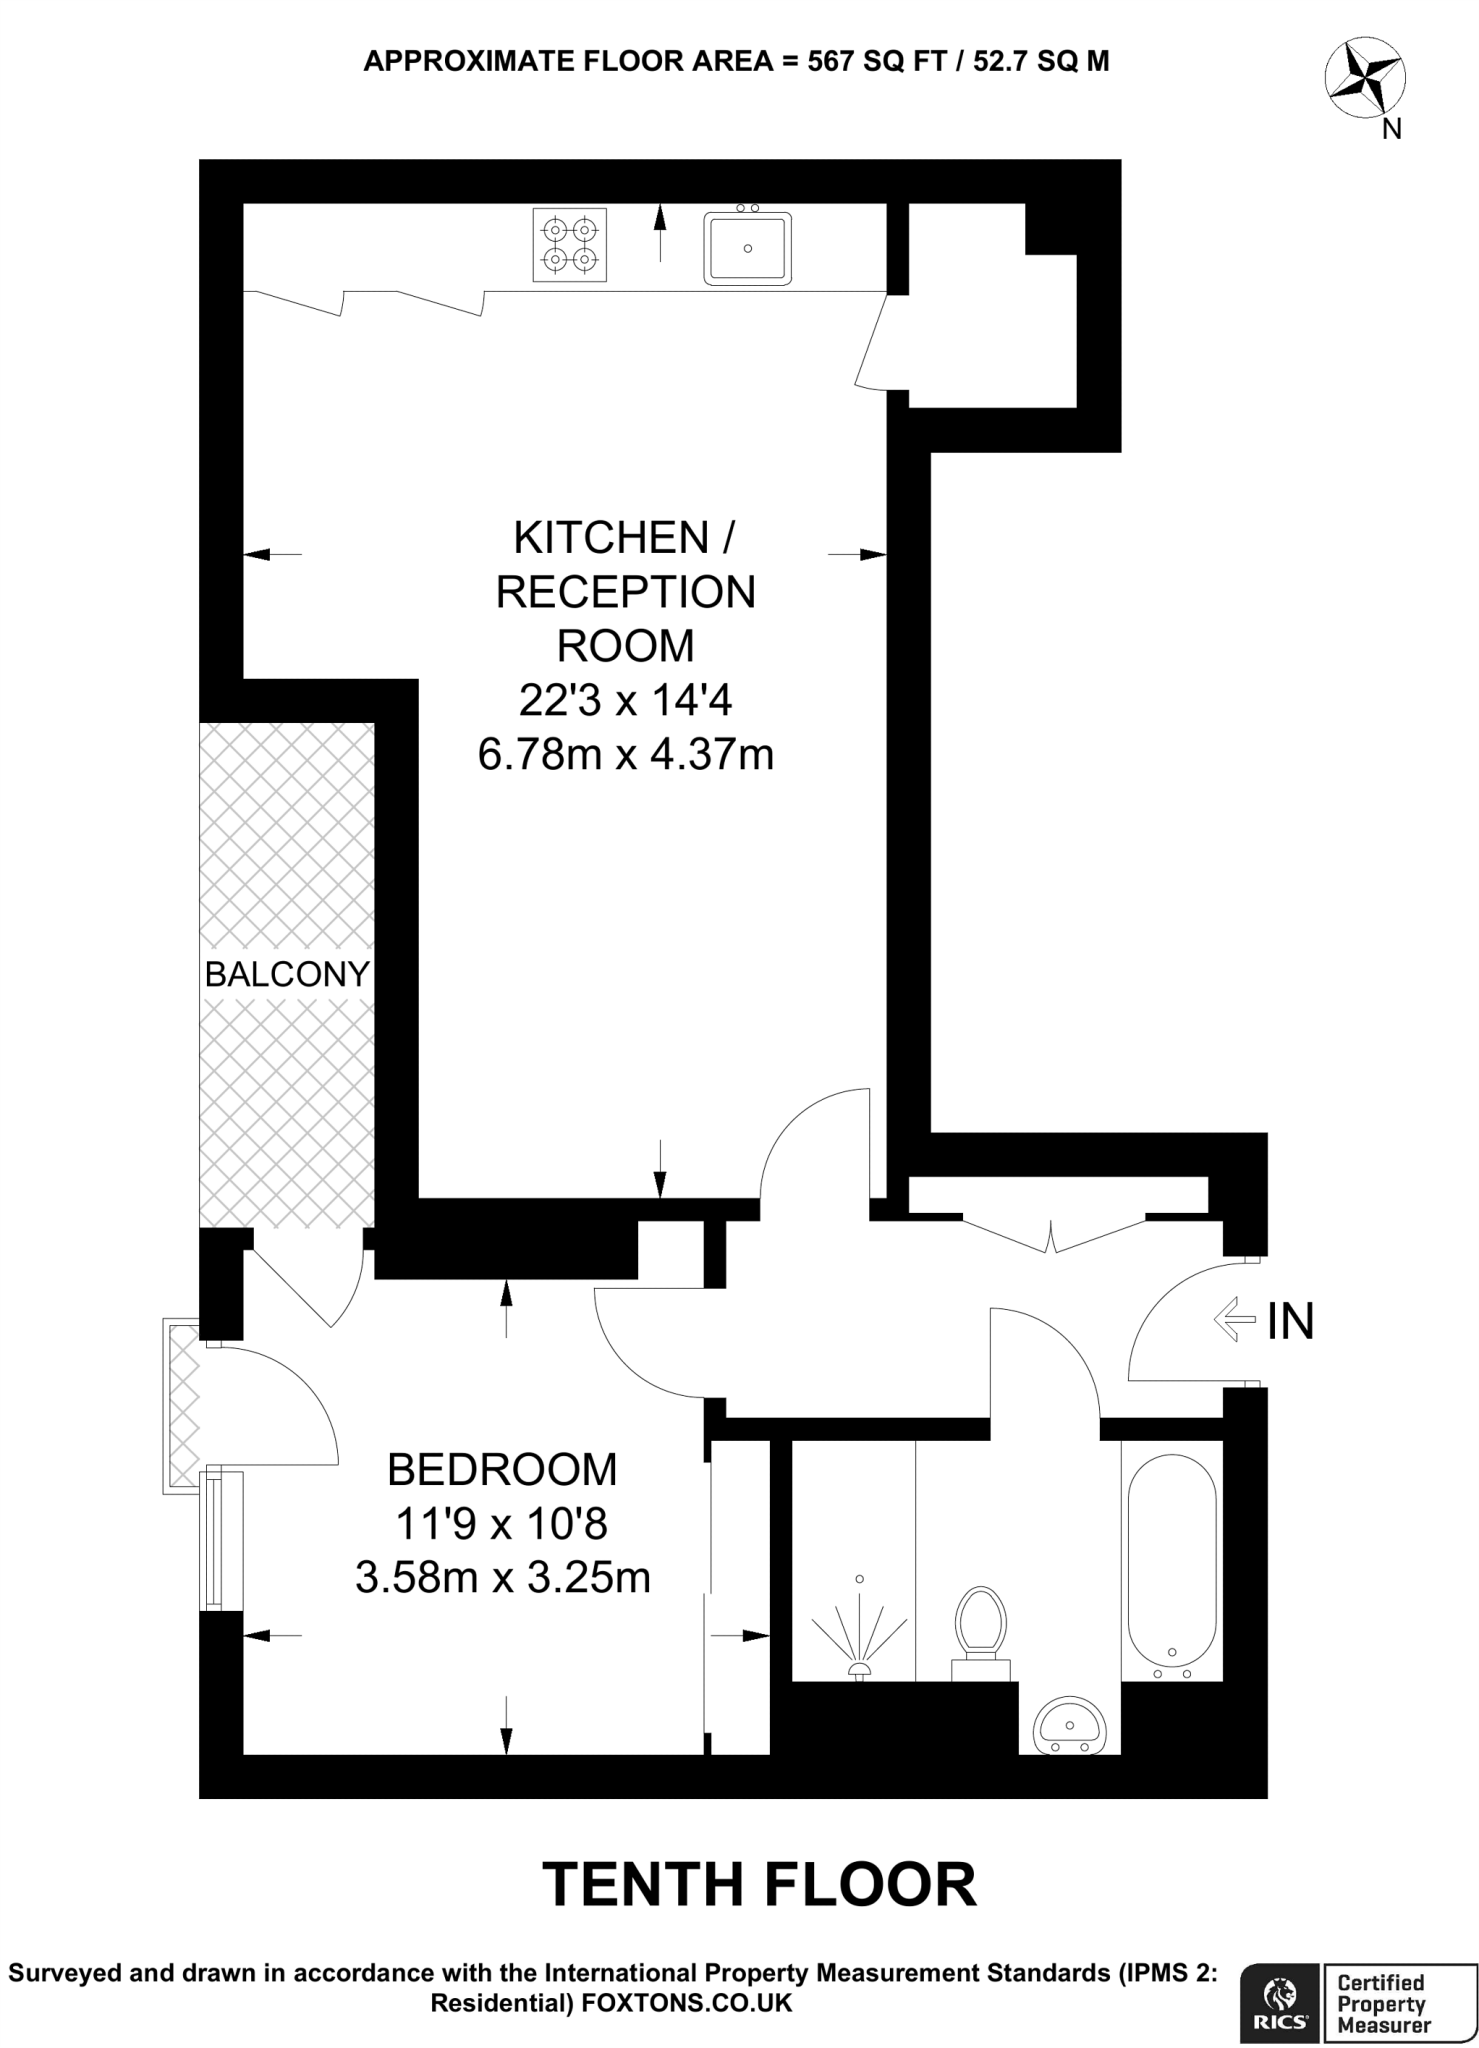 APPROXIMATE FLOOR AREA = 567 SQ FT / 52.7 SQ M
N
KITCHEN /
RECEPTION
ROOM
22'3 x 14'4
6.78m x 4.37m
BALCONY
IN
BEDROOM
11'9 x 10'8
3.58m x 3.25m
TENTH FLOOR
Surveyed and drawn in accordance with the International Property Measurement Standards (IPMS 2:
Residential) FOXTONS.CO.UK
RICS
Certified
Property
Measurer